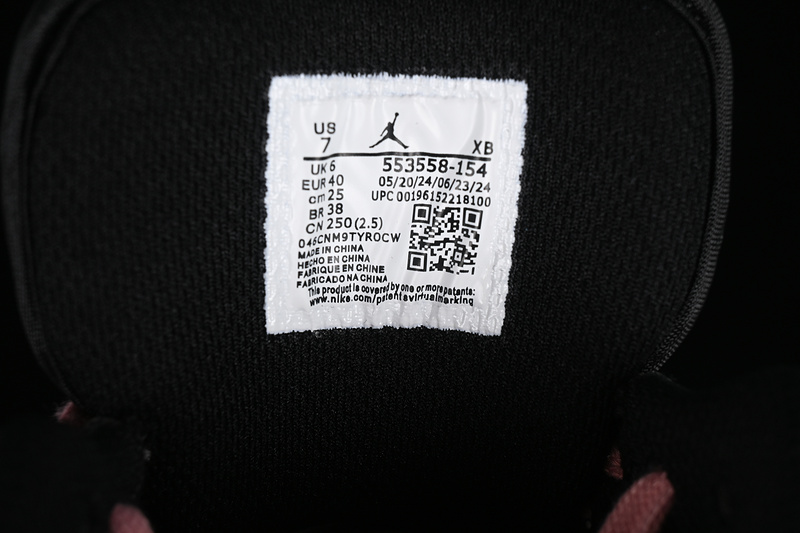 US
7 XB
UK 6 553558-154
EUR 40 05/20/24/06/23/24
cm 25 UPC 00196152218100
BR 38
CN 250 (2.5)
046CNM9TYROCW
MADE IN CHINA
HECHO EN CHINA
FABRIQUE EN CHINE
FABRICADO NA CHINA
This product is covered by one or more patents:
www.nike.com/patentavirtualmarking